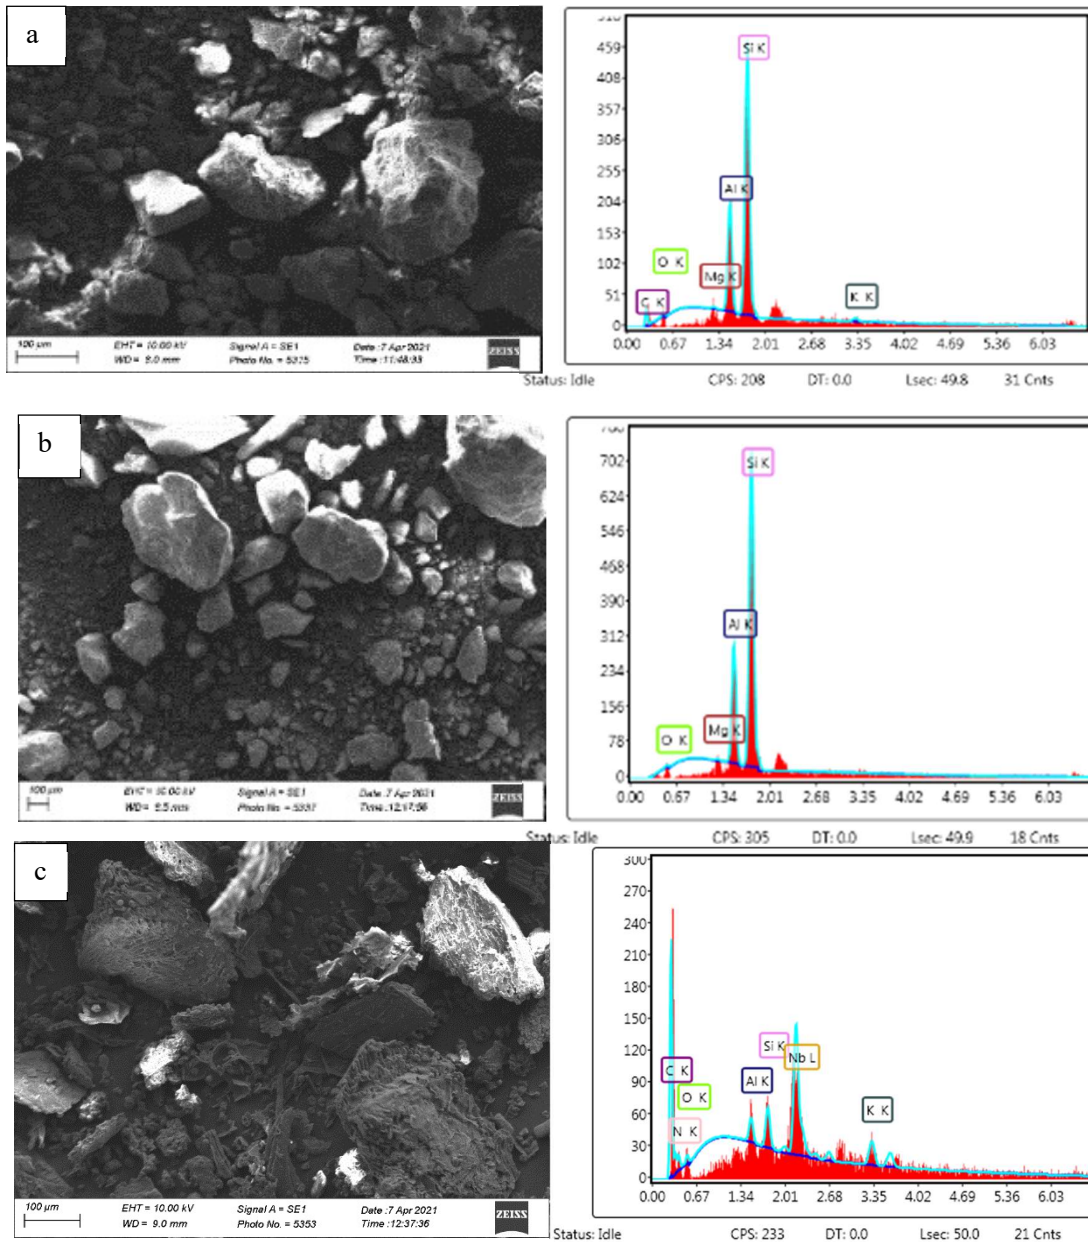 a
100 µm
EHT = 10.00 kV
WD = 9.0 mm
Signal A = SE1
Photo No. = 5375
Date :7 Apr 2021
Time :11:48:33
ZEISS
459
408
357
306
255
204
153
102
51
0
Si K
Al K
O K
Mg K
C K
K K
0.00 0.67 1.34 2.01 2.68 3.35 4.02 4.69 5.36 6.03
Status: Idle CPS: 208 DT: 0.0 Lsec: 49.8 31 Cnts
b
100 µm
Signal A = SE1
Photo No. = 5337
Date :7 Apr 2021
ZEISS
702
624
546
468
390
312
234
156
78
0
Si K
Al K
O K
Mg K
0.00 0.67 1.34 2.01 2.68 3.35 4.02 4.69 5.36 6.03
Status: Idle CPS: 305 DT: 0.0 Lsec: 49.9 18 Cnts
c
100 µm
EHT = 10.00 kV
WD = 9.0 mm
Signal A = SE1
Photo No. = 5353
Date :7 Apr 2021
Time :12:37:36
ZEISS
300
270
240
210
180
150
120
90
60
30
0
Si K
Nb L
C K
Al K
O K
K K
N K
0.00 0.67 1.34 2.01 2.68 3.35 4.02 4.69 5.36 6.03
Status: Idle CPS: 233 DT: 0.0 Lsec: 50.0 21 Cnts